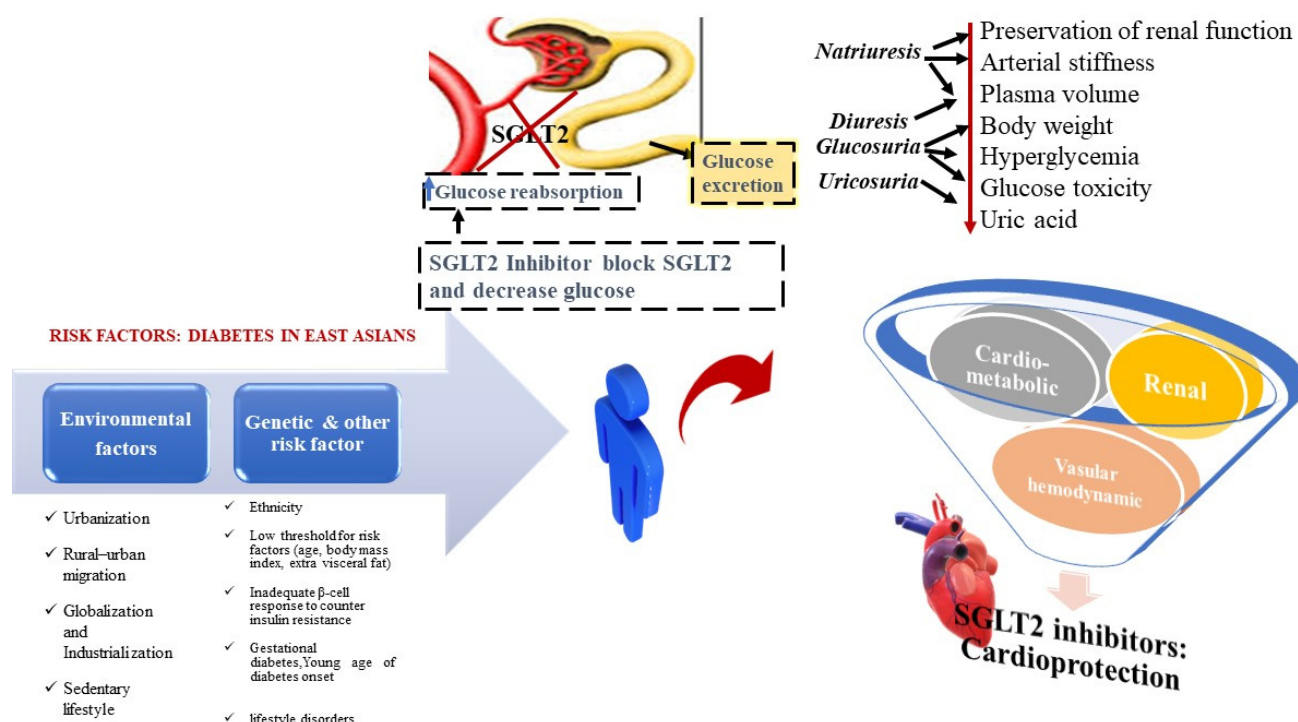 SGLT2
Glucose
excretion
Glucose reabsorption
SGLT2 Inhibitor block SGLT2
and decrease glucose
Natriuresis
Diuresis
Glucosuria
Uricosuria
Preservation of renal function
Arterial stiffness
Plasma volume
Body weight
Hyperglycemia
Glucose toxicity
Uric acid
RISK FACTORS: DIABETES IN EAST ASIANS
Environmental
factors
✓ Urbanization
✓ Rural–urban
migration
✓ Globalization
and
Industrialization
✓ Sedentary
lifestyle
Genetic & other
risk factor
✓ Ethnicity
✓ Low threshold for risk
factors (age, body mass
index, extra visceral fat)
✓ Inadequate β-cell
response to counter
insulin resistance
✓ Gestational
diabetes,Young age of
diabetes onset
✓ lifestyle disorders
Cardio-
metabolic
Renal
Vasular
hemodynamic
SGLT2 inhibitors:
Cardioprotection